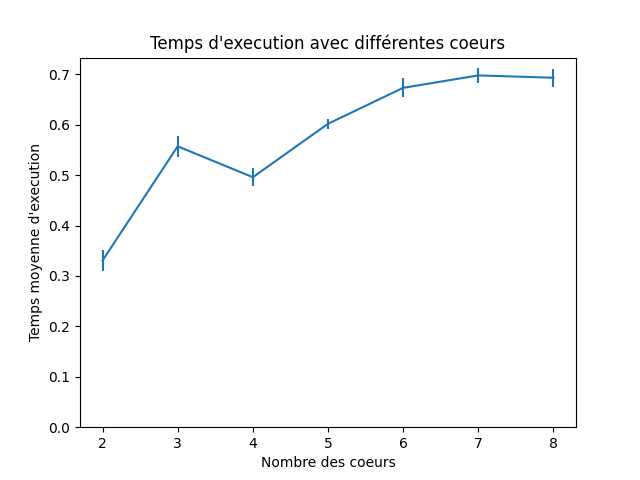 Temps d'execution avec différentes coeurs
Temps moyenne d'execution
0.7
0.6
0.5
0.4
0.3
0.2
0.1
0.0
2 3 4 5 6 7 8
Nombre des coeurs